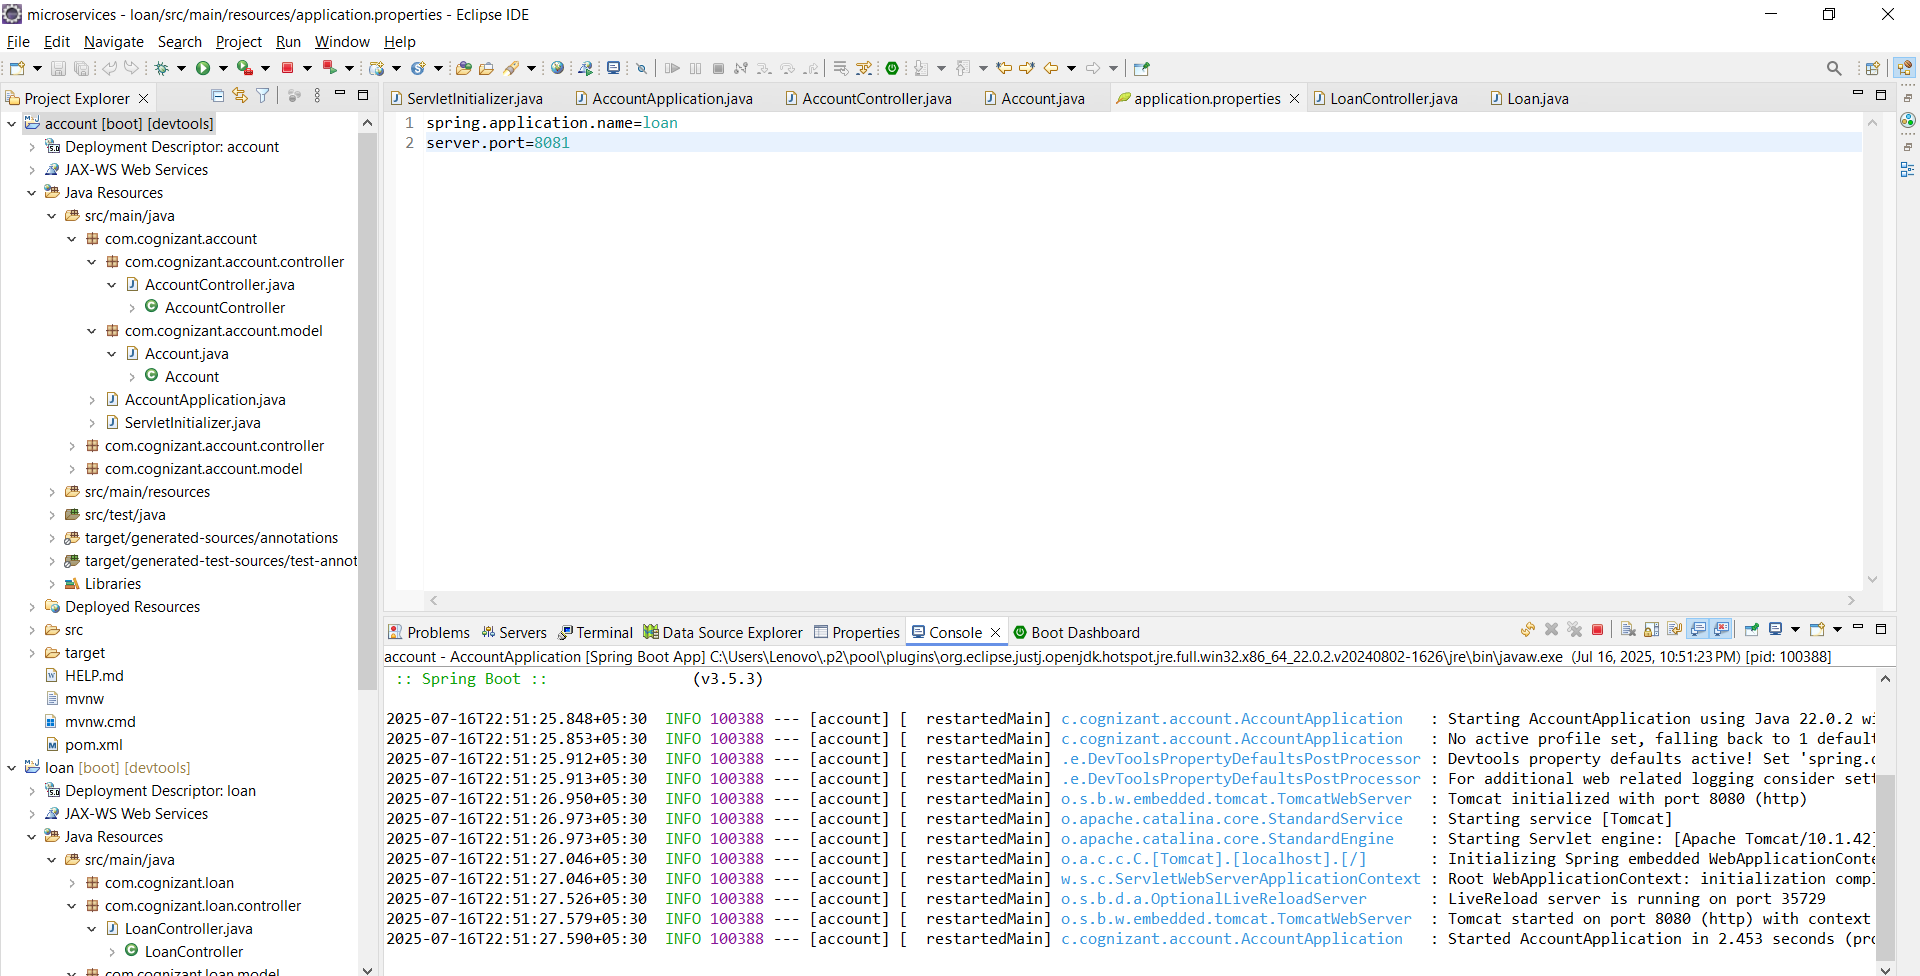 microservices - loan/src/main/resources/application.properties - Eclipse IDE
File Edit Navigate Search Project Run Window Help
Project Explorer
account [boot] [devtools]
Deployment Descriptor: account
JAX-WS Web Services
Java Resources
src/main/java
com.cognizant.account
com.cognizant.account.controller
AccountController.java
AccountController
com.cognizant.account.model
Account.java
Account
AccountApplication.java
ServletInitializer.java
com.cognizant.account.controller
com.cognizant.account.model
src/main/resources
src/test/java
target/generated-sources/annotations
target/generated-test-sources/test-annot
Libraries
Deployed Resources
src
target
HELP.md
mvnw
mvnw.cmd
pom.xml
loan [boot] [devtools]
Deployment Descriptor: loan
JAX-WS Web Services
Java Resources
src/main/java
com.cognizant.loan
com.cognizant.loan.controller
LoanController.java
LoanController
com.cognizant.loan.model
ServletInitializer.java AccountApplication.java AccountController.java Account.java application.properties LoanController.java Loan.java
1 spring.application.name=loan
2 server.port=8081
Problems Servers Terminal Data Source Explorer Properties Console Boot Dashboard
account - AccountApplication [Spring Boot App] C:\Users\Lenovo\.p2\pool\plugins\org.eclipse.justj.openjdk.hotspot.jre.full.win32.x86_64_22.0.2.v20240802-1626\jre\bin\javaw.exe (Jul 16, 2025, 10:51:23 PM) [pid: 100388]
:: Spring Boot :: (v3.5.3)
2025-07-16T22:51:25.848+05:30 INFO 100388 --- [account] [ restartedMain] c.cognizant.account.AccountApplication : Starting AccountApplication using Java 22.0.2 wi
2025-07-16T22:51:25.853+05:30 INFO 100388 --- [account] [ restartedMain] c.cognizant.account.AccountApplication : No active profile set, falling back to 1 default
2025-07-16T22:51:25.912+05:30 INFO 100388 --- [account] [ restartedMain] .e.DevToolsPropertyDefaultsPostProcessor : Devtools property defaults active! Set 'spring.d
2025-07-16T22:51:25.913+05:30 INFO 100388 --- [account] [ restartedMain] .e.DevToolsPropertyDefaultsPostProcessor : For additional web related logging consider sett
2025-07-16T22:51:26.950+05:30 INFO 100388 --- [account] [ restartedMain] o.s.b.w.embedded.tomcat.TomcatWebServer : Tomcat initialized with port 8080 (http)
2025-07-16T22:51:26.973+05:30 INFO 100388 --- [account] [ restartedMain] o.apache.catalina.core.StandardService : Starting service [Tomcat]
2025-07-16T22:51:26.973+05:30 INFO 100388 --- [account] [ restartedMain] o.apache.catalina.core.StandardEngine : Starting Servlet engine: [Apache Tomcat/10.1.42]
2025-07-16T22:51:27.046+05:30 INFO 100388 --- [account] [ restartedMain] o.a.c.c.C.[Tomcat].[localhost].[/] : Initializing Spring embedded WebApplicationConte
2025-07-16T22:51:27.046+05:30 INFO 100388 --- [account] [ restartedMain] w.s.c.ServletWebServerApplicationContext : Root WebApplicationContext: initialization compl
2025-07-16T22:51:27.526+05:30 INFO 100388 --- [account] [ restartedMain] o.s.b.d.a.OptionalLiveReloadServer : LiveReload server is running on port 35729
2025-07-16T22:51:27.579+05:30 INFO 100388 --- [account] [ restartedMain] o.s.b.w.embedded.tomcat.TomcatWebServer : Tomcat started on port 8080 (http) with context
2025-07-16T22:51:27.590+05:30 INFO 100388 --- [account] [ restartedMain] c.cognizant.account.AccountApplication : Started AccountApplication in 2.453 seconds (pro